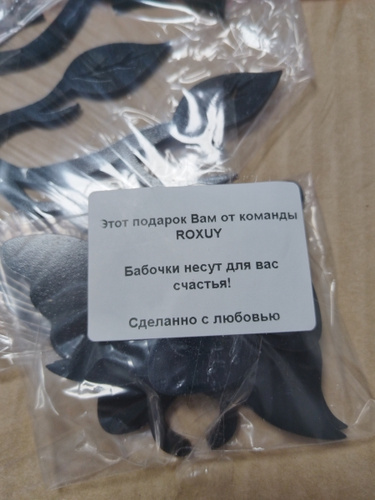 Этот подарок Вам от команды
ROXUY
Бабочки несут для вас
счастья!
Сделанно с любовью